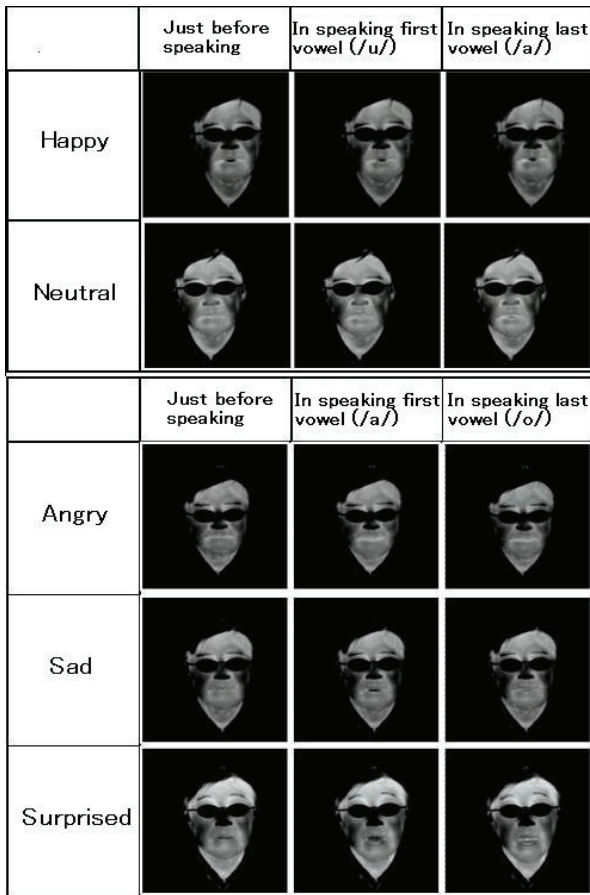 Just before
speaking
In speaking first
vowel (/u/)
In speaking last
vowel (/a/)
Happy
Neutral
Just before
speaking
In speaking first
vowel (/a/)
In speaking last
vowel (/o/)
Angry
Sad
Surprised